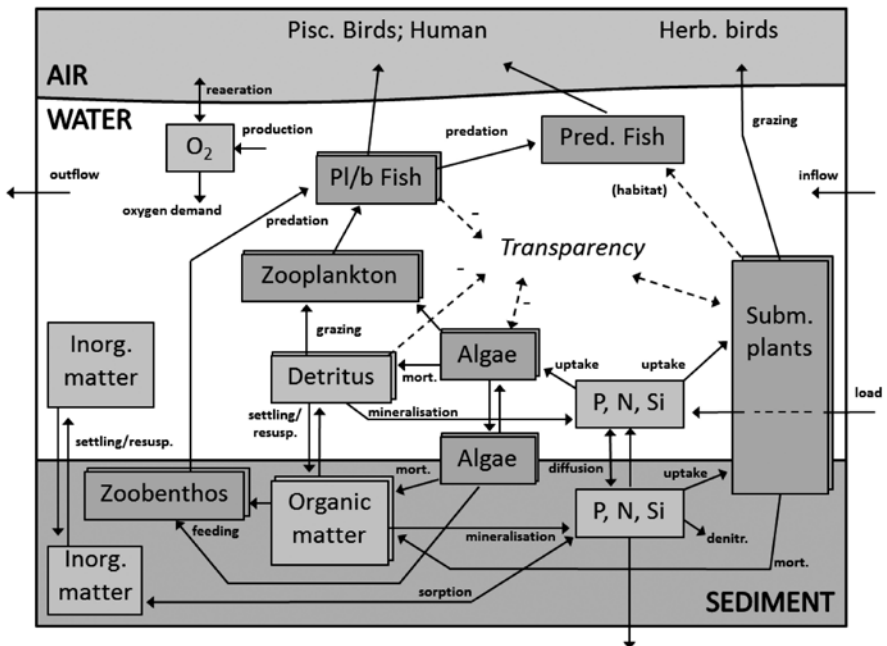 Pisc. Birds; Human
Herb. birds
AIR
reaeration
WATER
production
O2
predation
Pred. Fish
grazing
outflow
Pl/b Fish
(habitat)
inflow
oxygen demand
predation
-
Transparency
Zooplankton
-
-
Subm.
plants
grazing
Inorg.
matter
Algae
Detritus
mort.
uptake
uptake
P, N, Si
load
settling/
resusp.
mineralisation
settling/resusp.
Algae
mort.
diffusion
uptake
Zoobenthos
Organic
matter
P, N, Si
feeding
mineralisation
denitr.
Inorg.
matter
mort.
sorption
SEDIMENT